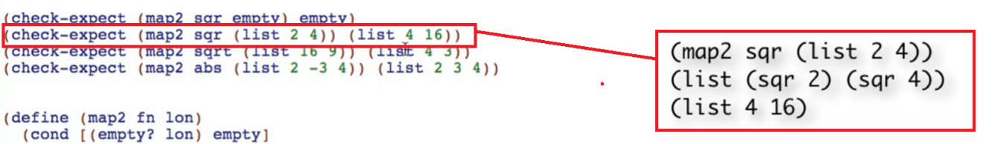 (check-expect (map2 sqr empty) empty)
(check-expect (map2 sqr (list 2 4)) (list 4 16))
(check-expect (map2 sqrt (list 16 9)) (list 4 3))
(check-expect (map2 abs (list 2 -3 4)) (list 2 3 4))
(define (map2 fn lon)
(cond [(empty? lon) empty]
(map2 sqr (list 2 4))
(list (sqr 2) (sqr 4))
(list 4 16)